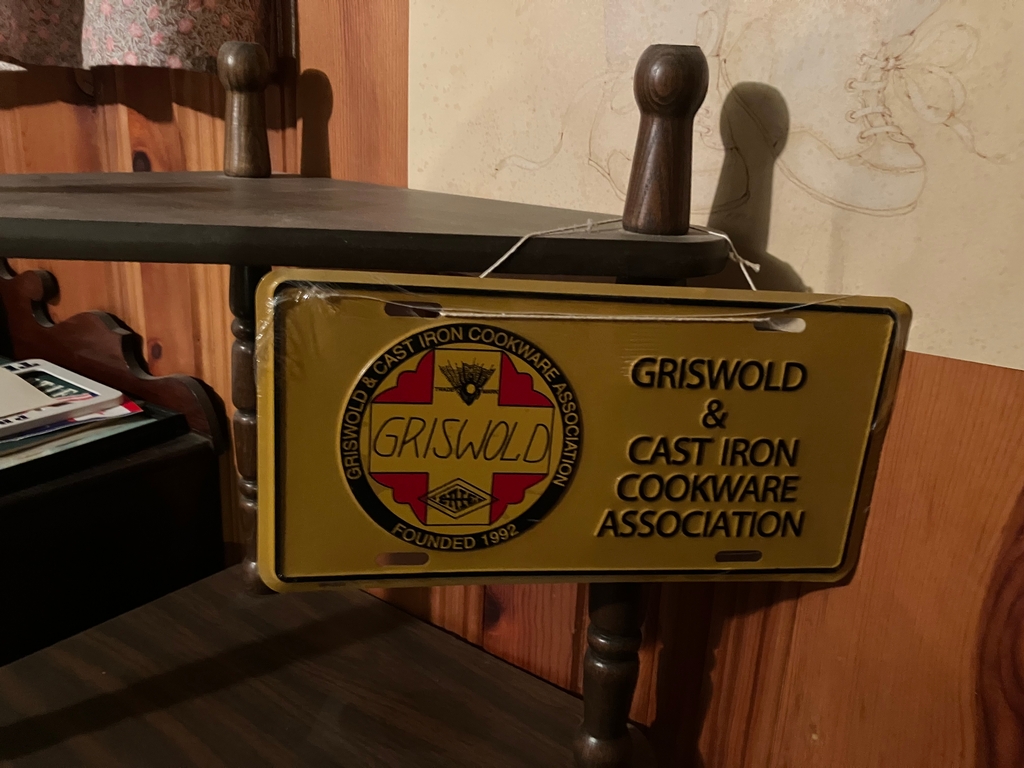 GRISWOLD & CAST IRON COOKWARE ASSOCIATION
GRISWOLD
FOUNDED 1992
GRISWOLD
&
CAST IRON
COOKWARE
ASSOCIATION